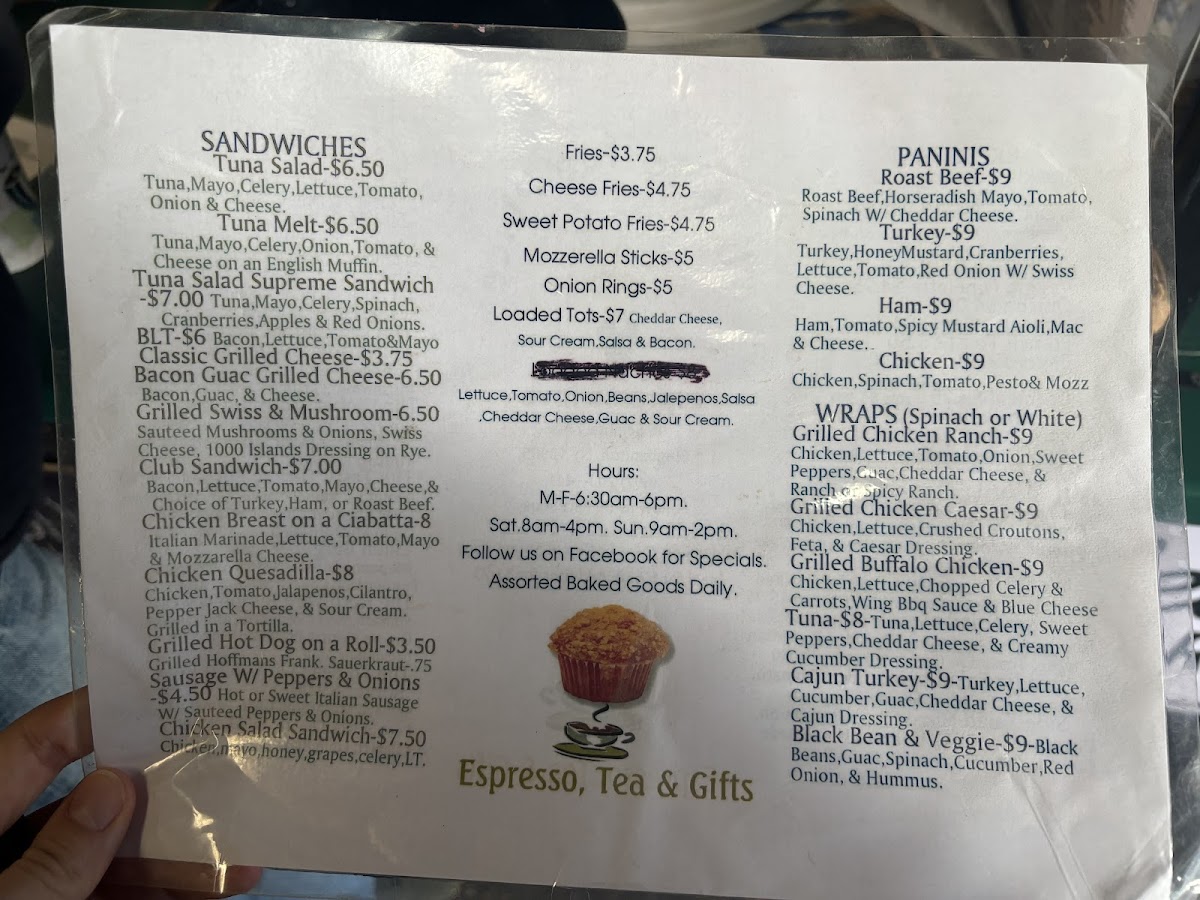 SANDWICHES
Tuna Salad-$6.50
Tuna,Mayo,Celery,Lettuce,Tomato,
Onion & Cheese.
Tuna Melt-$6.50
Tuna,Mayo,Celery,Onion,Tomato, &
Cheese on an English Muffin.
Tuna Salad Supreme Sandwich
-$7.00 Tuna,Mayo,Celery,Spinach,
Cranberries,Apples & Red Onions.
BLT-$6 Bacon,Lettuce,Tomato&Mayo
Classic Grilled Cheese-$3.75
Bacon Guac Grilled Cheese-6.50
Bacon,Guac, & Cheese.
Grilled Swiss & Mushroom-6.50
Sauteed Mushrooms & Onions, Swiss
Cheese, 1000 Islands Dressing on Rye.
Club Sandwich-$7.00
Bacon,Lettuce,Tomato,Mayo,Cheese,&
Choice of Turkey,Ham, or Roast Beef.
Chicken Breast on a Ciabatta-8
Italian Marinade,Lettuce,Tomato,Mayo
& Mozzarella Cheese.
Chicken Quesadilla-$8
Chicken,Tomato,Jalapenos,Cilantro,
Pepper Jack Cheese, & Sour Cream.
Grilled in a Tortilla.
Grilled Hot Dog on a Roll-$3.50
Grilled Hoffmans Frank. Sauerkraut-.75
Sausage W/ Peppers & Onions
-$4.50 Hot or Sweet Italian Sausage
W/ Sauteed Peppers & Onions.
Chicken Salad Sandwich-$7.50
Chicken,mayo,honey,grapes,celery,LT.
Fries-$3.75
Cheese Fries-$4.75
Sweet Potato Fries-$4.75
Mozzerella Sticks-$5
Onion Rings-$5
Loaded Tots-$7 Cheddar Cheese,
Sour Cream,Salsa & Bacon.
Lettuce,Tomato,Onion,Beans,Jalepenos,Salsa
,Cheddar Cheese,Guac & Sour Cream.
Hours:
M-F-6:30am-6pm.
Sat.8am-4pm. Sun.9am-2pm.
Follow us on Facebook for Specials.
Assorted Baked Goods Daily.
Espresso, Tea & Gifts
PANINIS
Roast Beef-$9
Roast Beef,Horseradish Mayo,Tomato,
Spinach W/ Cheddar Cheese.
Turkey-$9
Turkey,HoneyMustard,Cranberries,
Lettuce,Tomato,Red Onion W/ Swiss
Cheese.
Ham-$9
Ham,Tomato,Spicy Mustard Aioli,Mac
& Cheese..
Chicken-$9
Chicken,Spinach,Tomato,Pesto& Mozz
WRAPS (Spinach or White)
Grilled Chicken Ranch-$9
Chicken,Lettuce,Tomato,Onion,Sweet
Peppers,Guac,Cheddar Cheese, &
Ranch or Spicy Ranch.
Grilled Chicken Caesar-$9
Chicken,Lettuce,Crushed Croutons,
Feta, & Caesar Dressing.
Grilled Buffalo Chicken-$9
Chicken,Lettuce,Chopped Celery &
Carrots,Wing Bbq Sauce & Blue Cheese
Tuna-$8-Tuna,Lettuce,Celery, Sweet
Peppers,Cheddar Cheese, & Creamy
Cucumber Dressing.
Cajun Turkey-$9-Turkey,Lettuce,
Cucumber,Guac,Cheddar Cheese, &
Cajun Dressing.
Black Bean & Veggie-$9-Black
Beans,Guac,Spinach,Cucumber,Red
Onion, & Hummus.